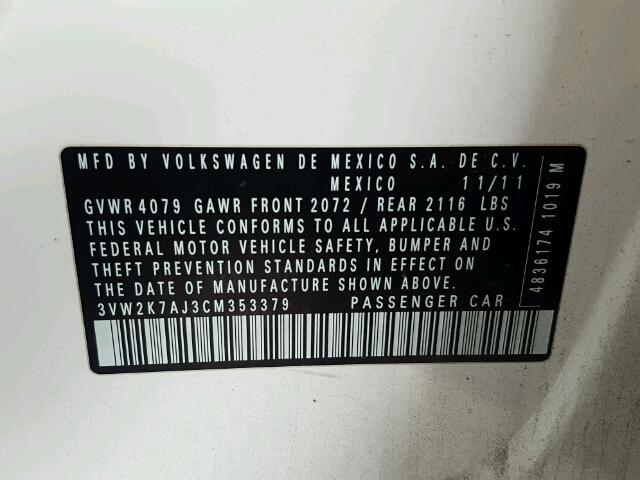 MFD BY VOLKSWAGEN DE MEXICO S.A. DE C.V.
MEXICO 11/11
GVWR 4079 GAWR FRONT 2072 / REAR 2116 LBS
THIS VEHICLE CONFORMS TO ALL APPLICABLE U.S.
FEDERAL MOTOR VEHICLE SAFETY, BUMPER AND
THEFT PREVENTION STANDARDS IN EFFECT ON
THE DATE OF MANUFACTURE SHOWN ABOVE.
3VW2K7AJ3CM353379 PASSENGER CAR
4836174 1019 M